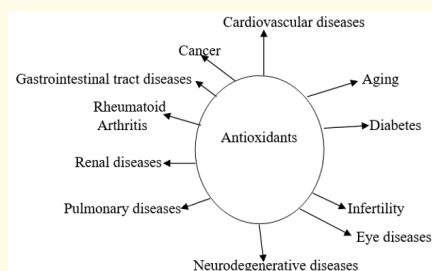 Cardiovascular diseases
Cancer
Gastrointestinal tract diseases
Aging
Rheumatoid
Arthritis
Diabetes
Antioxidants
Renal diseases
Pulmonary diseases
Infertility
Eye diseases
Neurodegenerative diseases